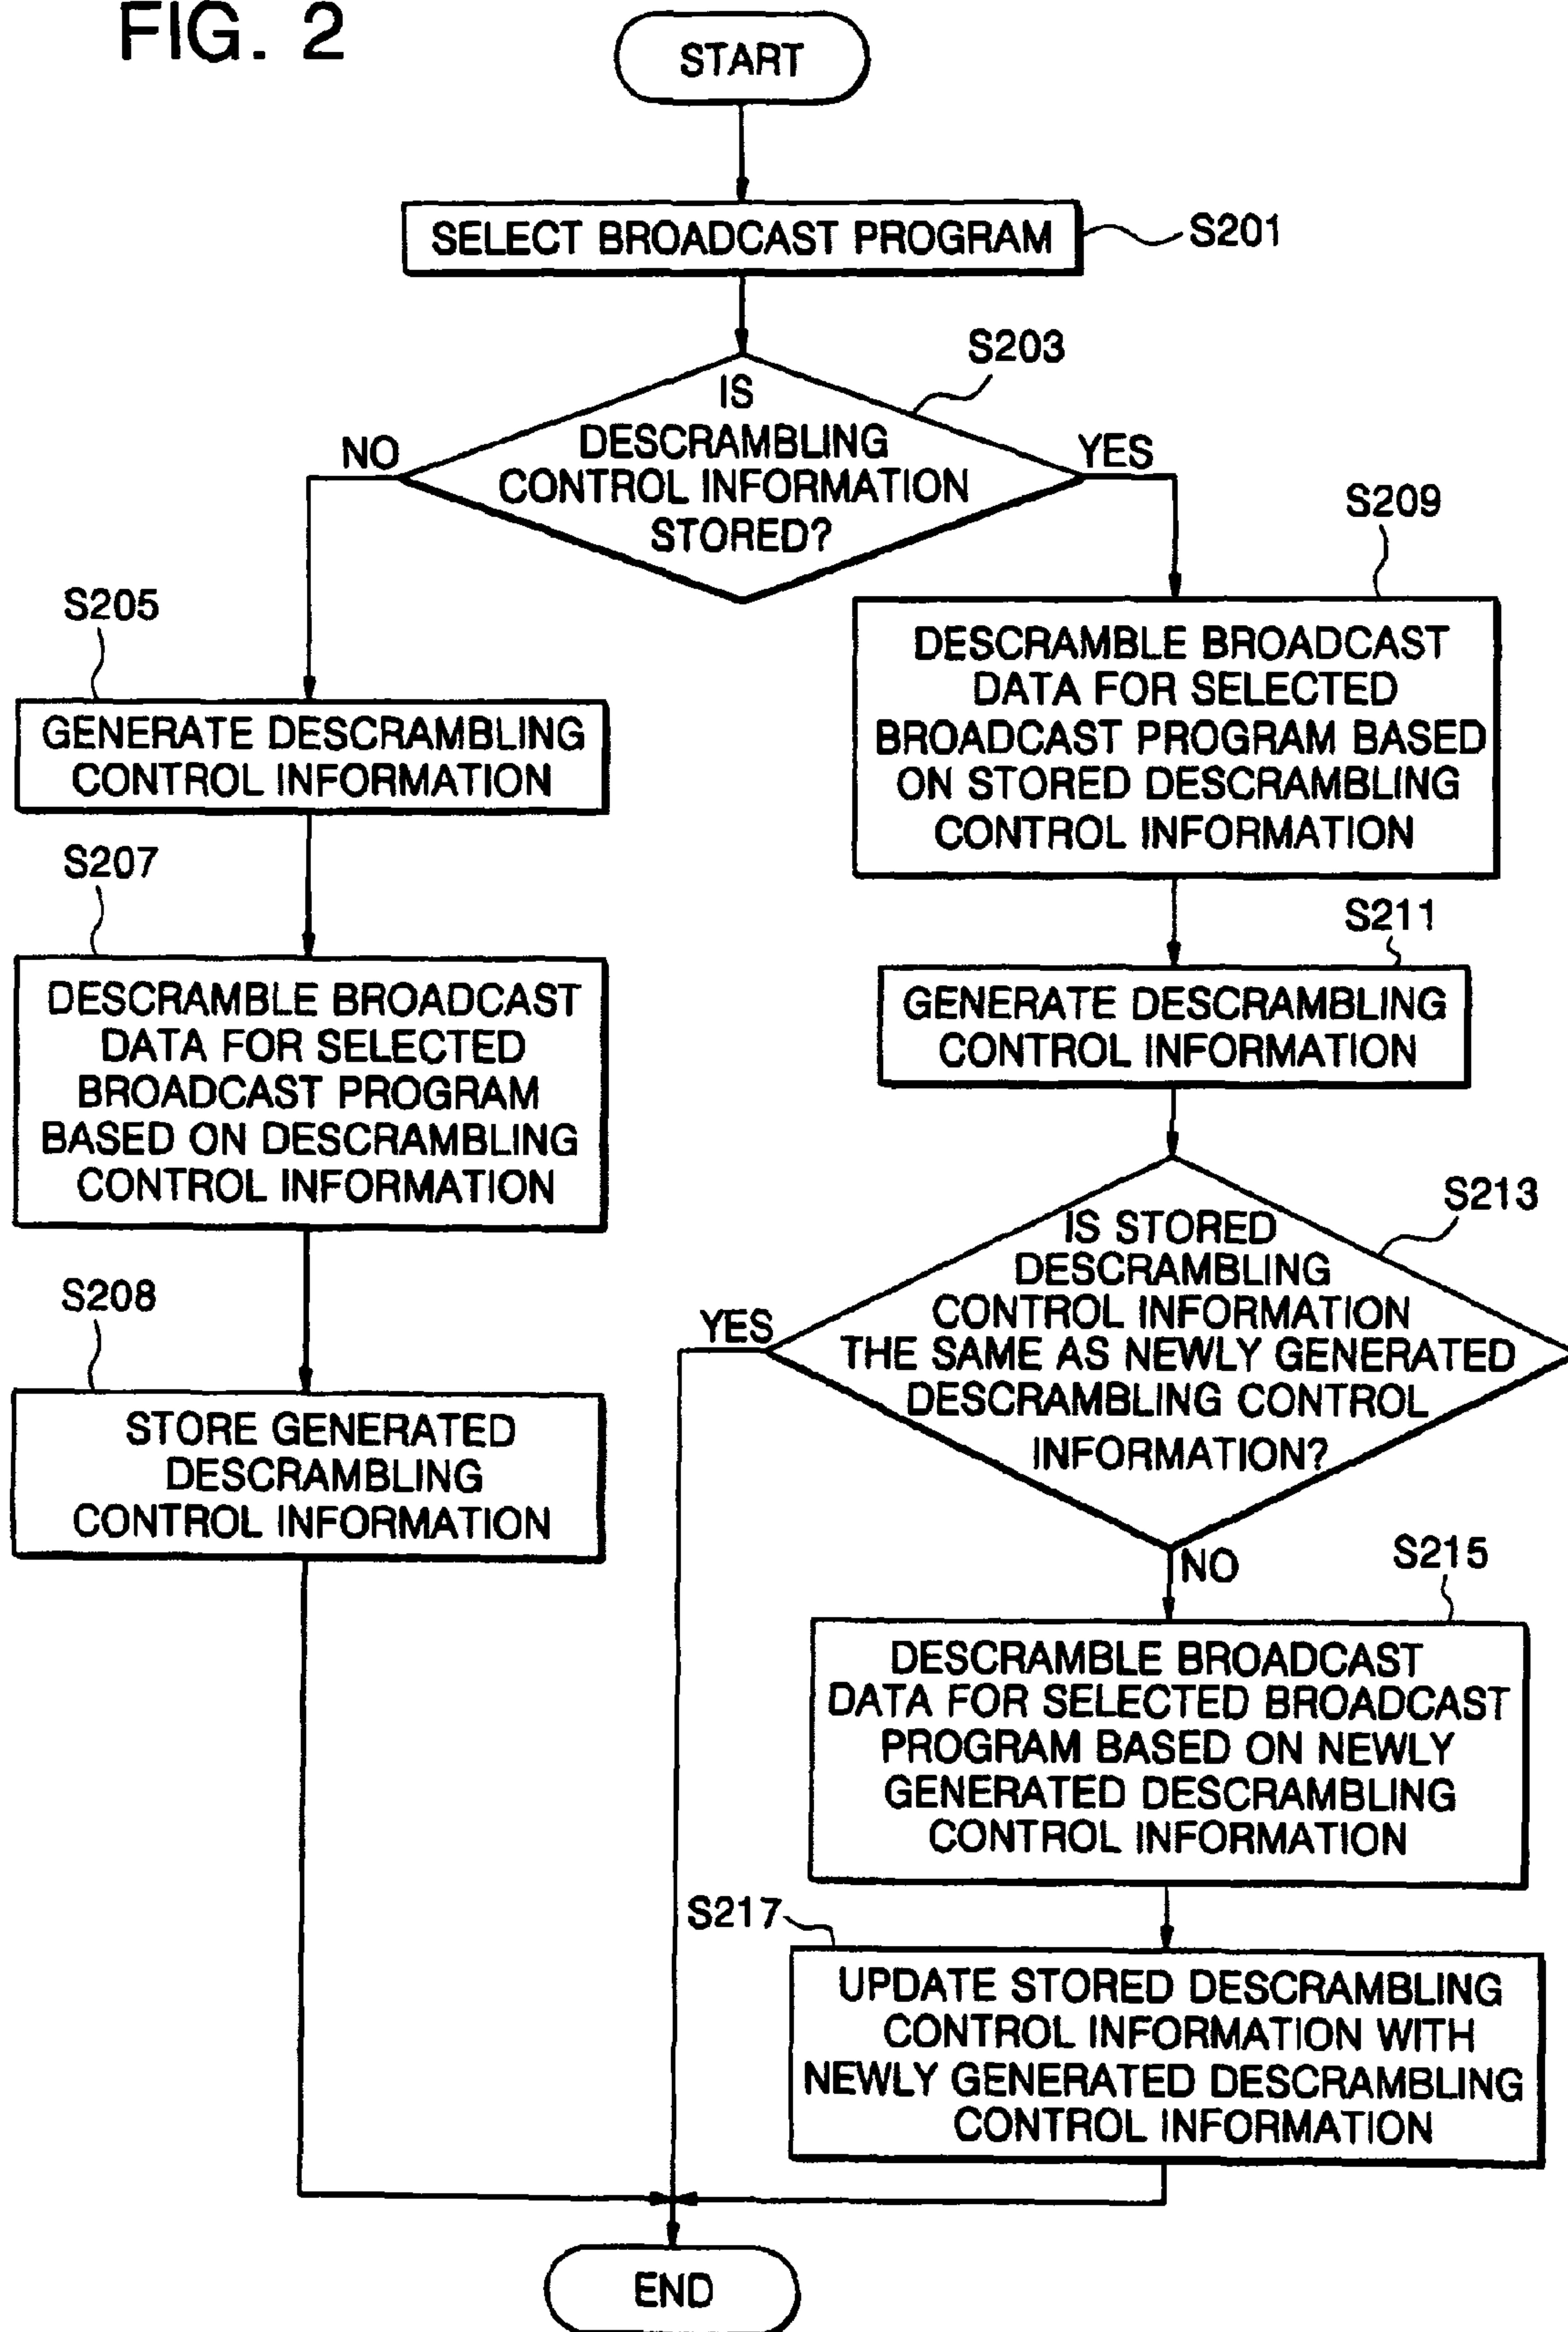 FIG. 2
START
SELECT BROADCAST PROGRAM
S201
S203
IS
DESCRAMBLING
CONTROL INFORMATION
STORED?
NO
YES
S205
GENERATE DESCRAMBLING
CONTROL INFORMATION
S207
DESCRAMBLE BROADCAST
DATA FOR SELECTED
BROADCAST PROGRAM
BASED ON DESCRAMBLING
CONTROL INFORMATION
S208
STORE GENERATED
DESCRAMBLING
CONTROL INFORMATION
S209
DESCRAMBLE BROADCAST
DATA FOR SELECTED
BROADCAST PROGRAM BASED
ON STORED DESCRAMBLING
CONTROL INFORMATION
S211
GENERATE DESCRAMBLING
CONTROL INFORMATION
S213
IS STORED
DESCRAMBLING
CONTROL INFORMATION
THE SAME AS NEWLY GENERATED
DESCRAMBLING CONTROL
INFORMATION?
YES
NO
S215
DESCRAMBLE BROADCAST
DATA FOR SELECTED BROADCAST
PROGRAM BASED ON NEWLY
GENERATED DESCRAMBLING
CONTROL INFORMATION
S217
UPDATE STORED DESCRAMBLING
CONTROL INFORMATION WITH
NEWLY GENERATED DESCRAMBLING
CONTROL INFORMATION
END